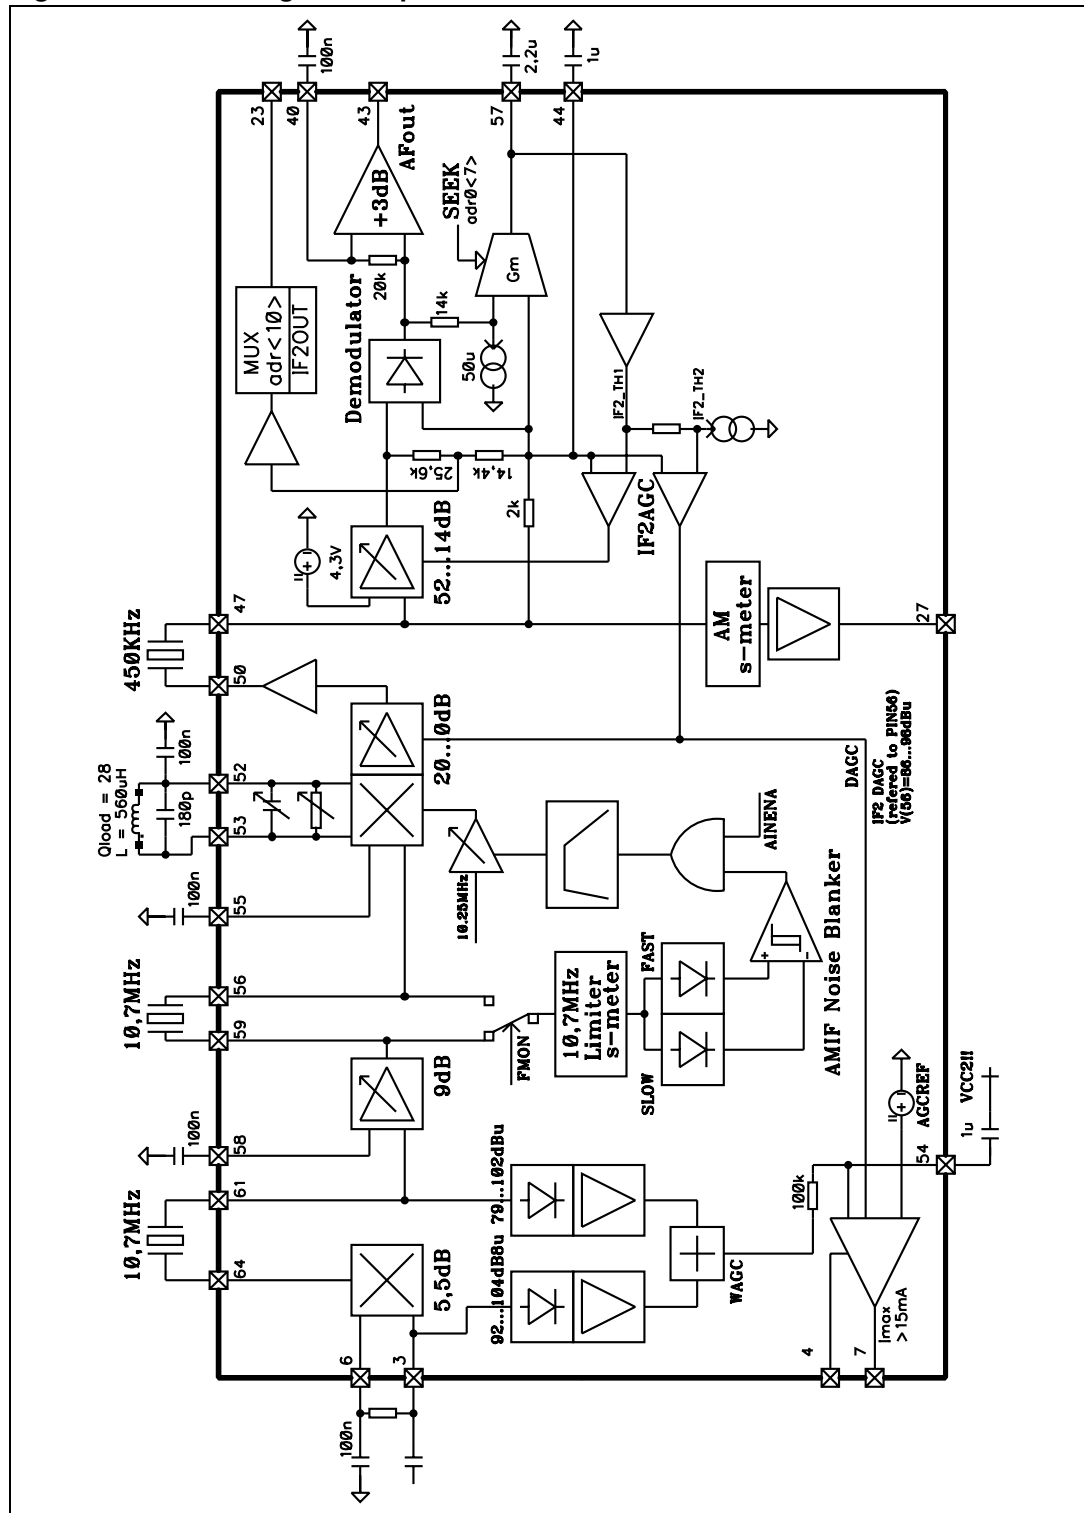 100n
2,2u
1u
23
40
43
57
44
AFout
+3dB
SEEK
adr0<7>
Gm
MUX
adr<10>
IF2OUT
Demodulator
20k
14k
50u
IF2_TH1
IF2_TH2
25,6k
14,4k
2k
IF2AGC
4,3V
52...14dB
450KHz
47
50
AM
s-meter
27
Qload = 28
L = 560uH
100n
180p
52
53
20...0dB
DAGC
IF2 DAGC
(refered to PIN56)
V(56)=86...96dBu
10.25MHz
AINENA
100n
55
10,7MHz
56
59
FMON
10,7MHz
Limiter
s-meter
FAST
SLOW
+
-
AMIF Noise Blanker
9dB
100n
58
10,7MHz
61
64
5,5dB
79...102dBu
92...104dB8u
WAGC
100k
AGCREF
54
1u
VCC2!!
6
3
100n
4
7
Imax
>15mA